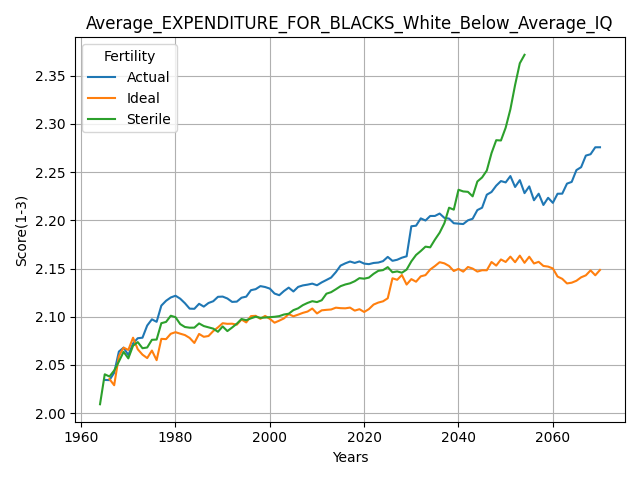 Average_EXPENDITURE_FOR_BLACKS_White_Below_Average_IQ
Fertility
Actual
Ideal
Sterile
Score(1-3)
2.35
2.30
2.25
2.20
2.15
2.10
2.05
2.00
1960 1980 2000 2020 2040 2060
Years